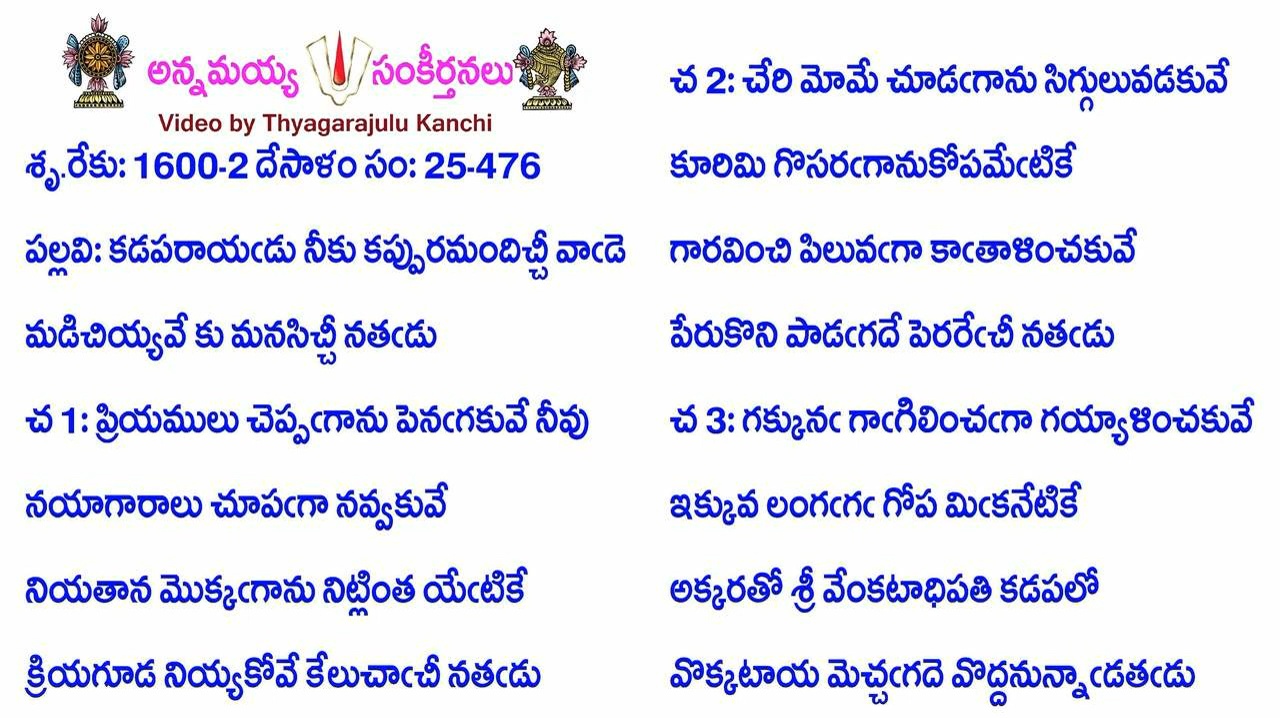 అన్నమయ్య సంకీర్తనలు
Video by Thyagarajulu Kanchi
శృ.రేకు: 1600-2 దేసాళం సం: 25-476
పల్లవి: కడపరాయఁడు నీకు కప్పురమందిచ్చీ వాఁడె
మడిచియ్యవే కు మనసిచ్చీ నతఁడు
చ 1: ప్రియములు చెప్పఁగాను పెనఁగకువే నీవు
నయాగారాలు చూపఁగా నవ్వకువే
నియతాన మొక్కఁగాను నిట్లింత యేఁటికే
క్రియగూడ నియ్యకోవే కేలుచాఁచీ నతఁడు
చ 2: చేరి మోమే చూడఁగాను సిగ్గులువడకువే
కూరిమి గొసరఁగానుకోపమేఁటికే
గారవించి పిలువఁగా కాఁతాళించకువే
పేరుకొని పాడఁగదే పెరరేఁచీ నతఁడు
చ 3: గక్కునఁ గాఁగిలించఁగా గయ్యాళించకువే
ఇక్కువ లంగఁగఁ గోప మిఁకనేటికే
అక్కరతో శ్రీ వేంకటాధిపతి కడపలో
వొక్కటాయ మెచ్చఁగదె వొద్దనున్నాఁడతఁడు